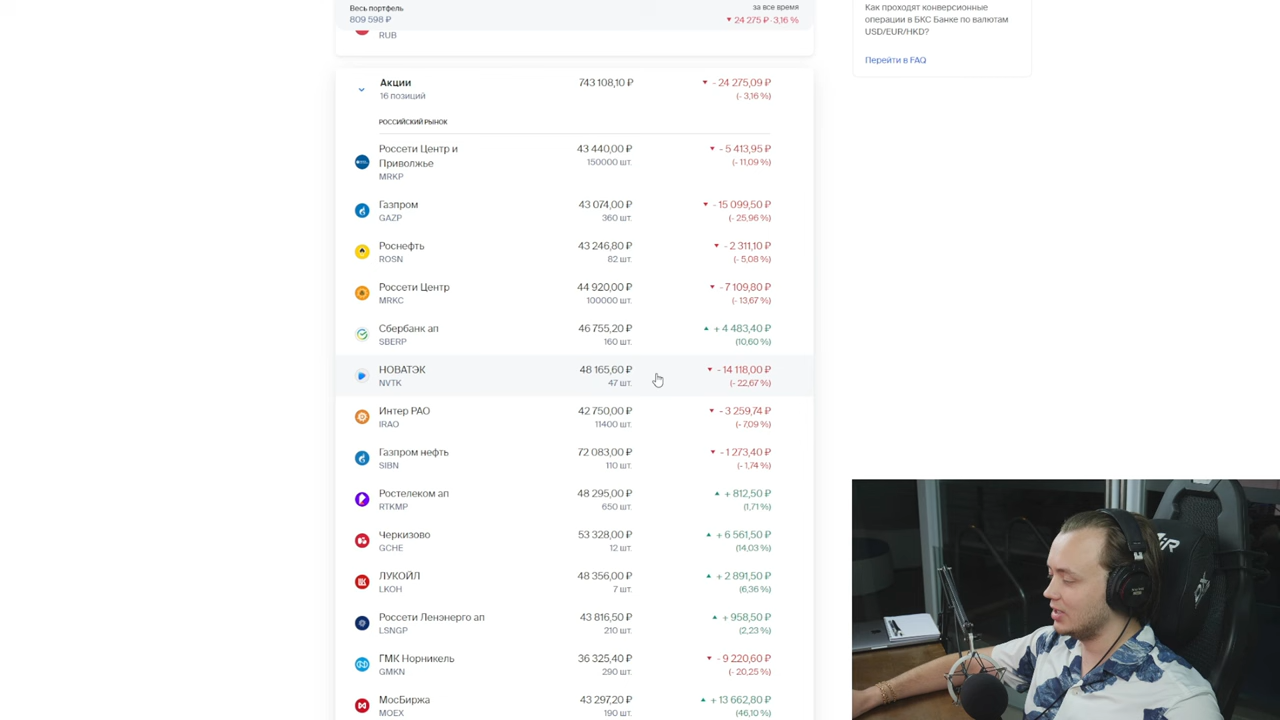 Весь портфель
за все время
809 598 ₽
▼ 24 275 ₽ · 3,16 %
RUB
Как проходят конверсионные
операции в БКС Банке по валютам
USD/EUR/HKD?
Перейти в FAQ
Акции
743 108,10 ₽
- 24 275,09 ₽
16 позиций
(- 3,16 %)
РОССИЙСКИЙ РЫНОК
Россети Центр и
Приволжье
43 440,00 ₽
- 5 413,95 ₽
MRKP
150000 шт.
(- 11,09 %)
Газпром
43 074,00 ₽
- 15 099,50 ₽
GAZP
360 шт.
(- 25,96 %)
Роснефть
43 246,80 ₽
- 2 311,10 ₽
ROSN
82 шт.
(- 5,08 %)
Россети Центр
44 920,00 ₽
- 7 109,80 ₽
MRKC
100000 шт.
(- 13,67 %)
Сбербанк ап
46 755,20 ₽
+ 4 483,40 ₽
SBERP
160 шт.
(10,60 %)
НОВАТЭК
48 165,60 ₽
- 14 118,00 ₽
NVTK
47 шт.
(- 22,67 %)
Интер РАО
42 750,00 ₽
- 3 259,74 ₽
IRAO
11400 шт.
(- 7,09 %)
Газпром нефть
72 083,00 ₽
- 1 273,40 ₽
SIBN
110 шт.
(- 1,74 %)
Ростелеком ап
48 295,00 ₽
+ 812,50 ₽
RTKMP
650 шт.
(1,71 %)
Черкизово
53 328,00 ₽
+ 6 561,50 ₽
GCHE
12 шт.
(14,03 %)
ЛУКОЙЛ
48 356,00 ₽
+ 2 891,50 ₽
LKOH
7 шт.
(6,36 %)
Россети Ленэнерго ап
43 816,50 ₽
+ 958,50 ₽
LSNGP
210 шт.
(2,23 %)
ГМК Норникель
36 325,40 ₽
- 9 220,60 ₽
GMKN
290 шт.
(- 20,25 %)
МосБиржа
43 297,20 ₽
+ 13 662,80 ₽
MOEX
190 шт.
(46,10 %)